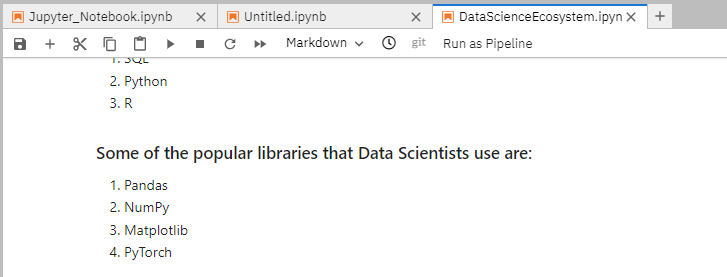 Jupyter_Notebook.ipynb
Untitled.ipynb
DataScienceEcosystem.ipyn
Markdown
git
Run as Pipeline
1. SQL
2. Python
3. R
Some of the popular libraries that Data Scientists use are:
1. Pandas
2. NumPy
3. Matplotlib
4. PyTorch